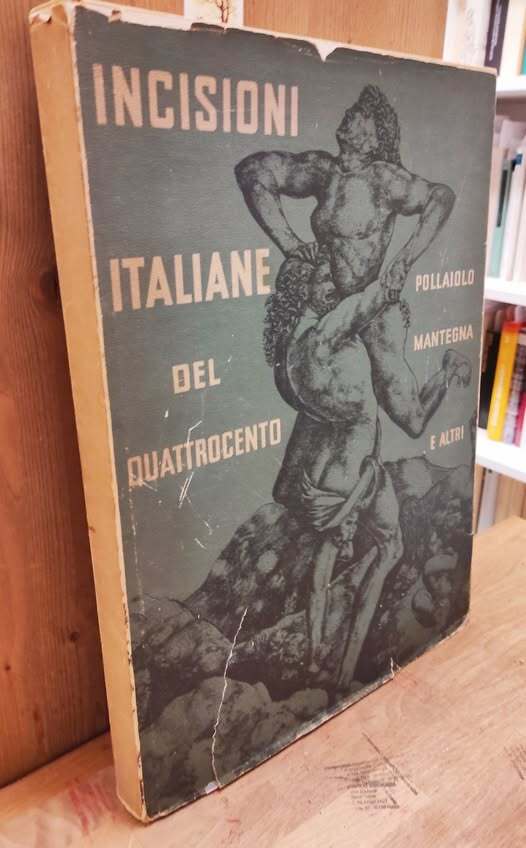 INCISIONI
ITALIANE
DEL
QUATTROCENTO
POLLAIOLO
MANTEGNA
E ALTRI